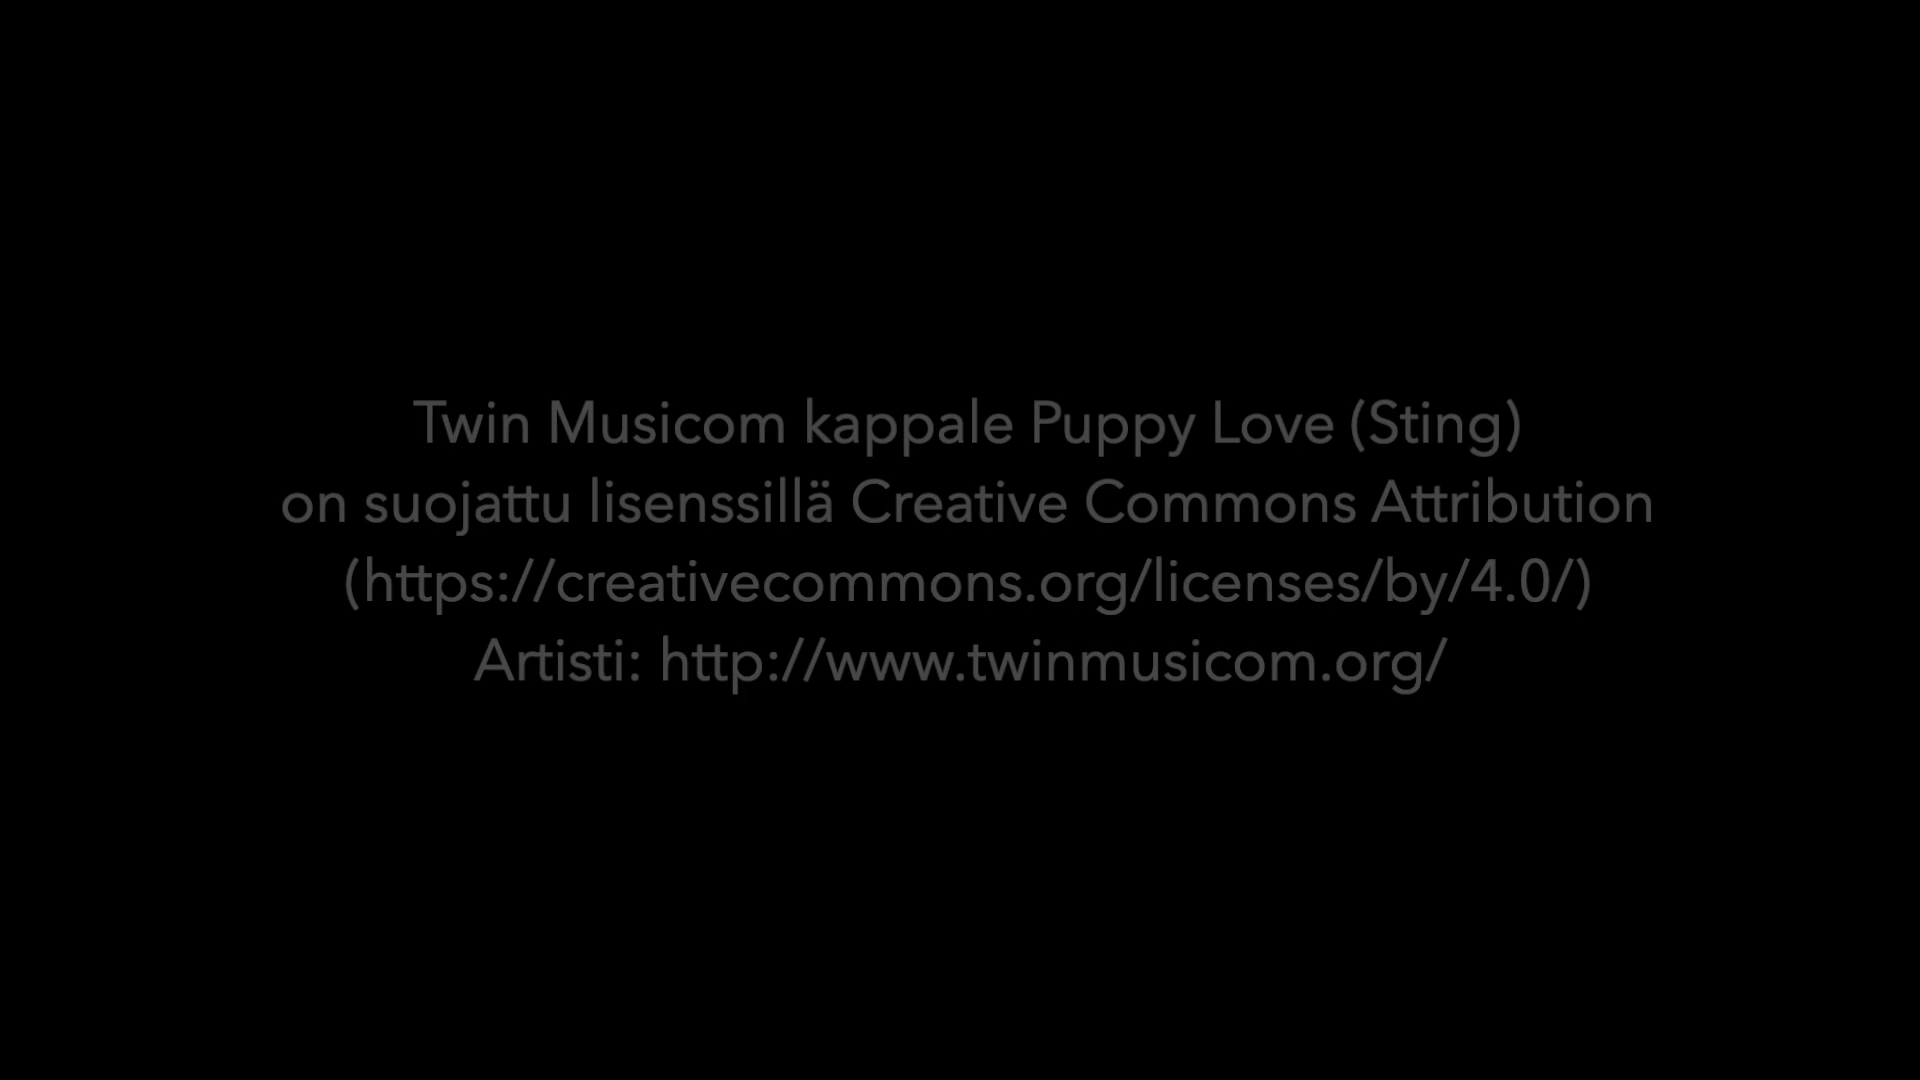 Twin Musicom kappale Puppy Love (Sting)
on suojattu lisenssillä Creative Commons Attribution
(https://creativecommons.org/licenses/by/4.0/)
Artisti: http://www.twinmusicom.org/